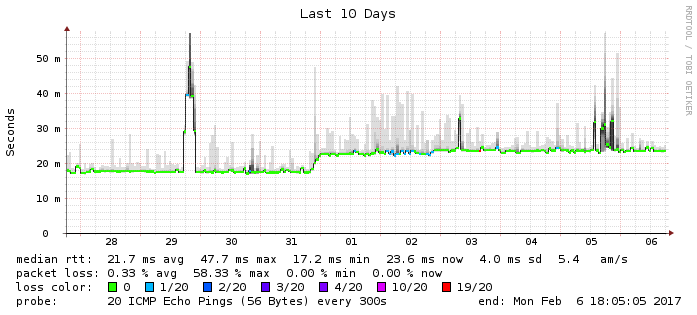 Last 10 Days
RRDTOOL / TOBI OETIKER
Seconds
50 m
40 m
30 m
20 m
10 m
0
28 29 30 31 01 02 03 04 05 06
median rtt: 21.7 ms avg 47.7 ms max 17.2 ms min 23.6 ms now 4.0 ms sd 5.4 am/s
packet loss: 0.33 % avg 58.33 % max 0.00 % min 0.00 % now
loss color: 0 1/20 2/20 3/20 4/20 10/20 19/20
probe: 20 ICMP Echo Pings (56 Bytes) every 300s end: Mon Feb 6 18:05:05 2017